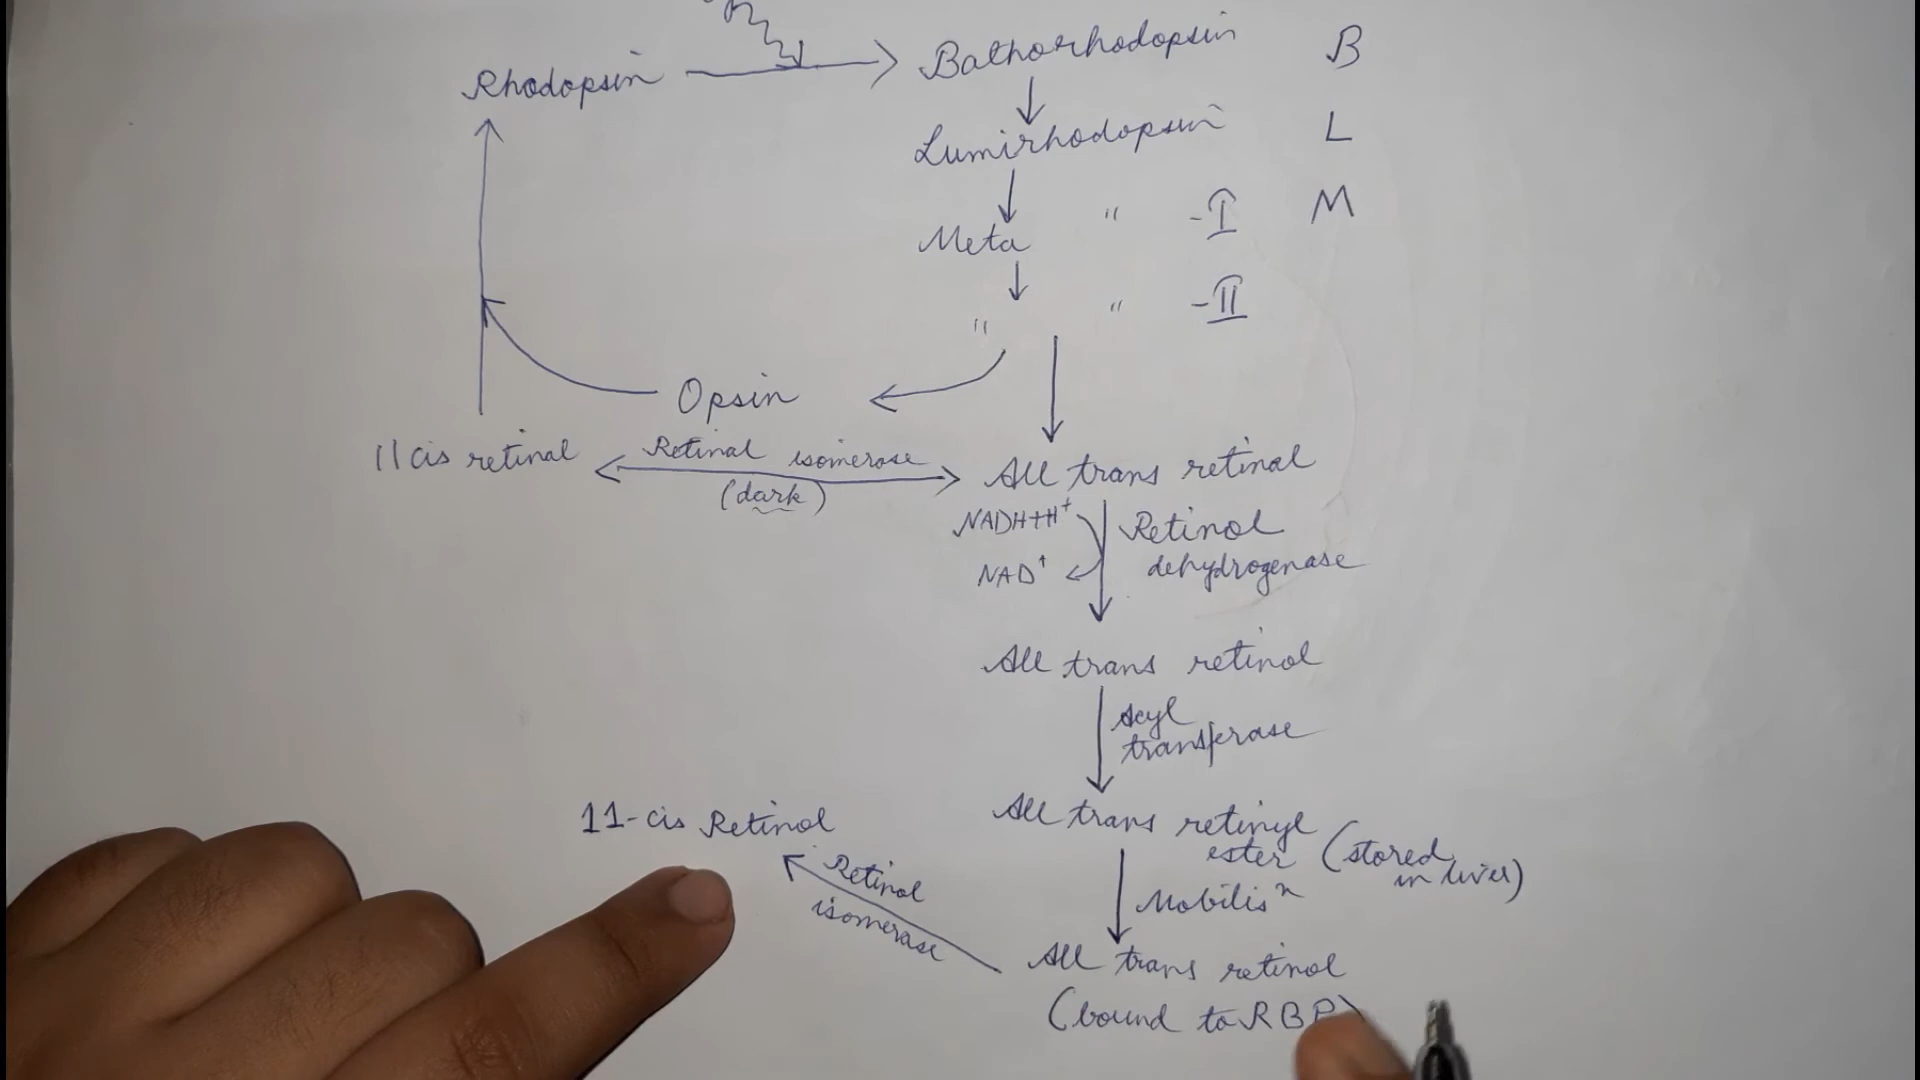 Rhodopsin Bathorhodopsin B
Lumirhodopsin L
Meta " -I M
" " -II
Opsin
11 cis retinal Retinal isomerase All trans retinal
(dark)
NADH+H+ Retinol
NAD+ dehydrogenase
All trans retinol
Acyl
transferase
11-cis Retinol All trans retinyl
ester (stored
in liver)
Retinol Mobilisn
isomerase
All trans retinol
(bound to RBP)